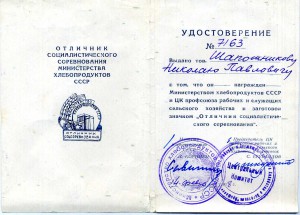 ОТЛИЧНИК
СОЦИАЛИСТИЧЕСКОГО
СОРЕВНОВАНИЯ
МИНИСТЕРСТВА
ХЛЕБОПРОДУКТОВ
СССР
УДОСТОВЕРЕНИЕ
№ 7163
Выдано тов. Шапошникову
Николаю Павловичу
в том, что он награжден
Министерством хлебопродуктов СССР
и ЦК профсоюза рабочих и служащих
сельского хозяйства и заготовок
значком „Отличник социалистиче-
ского соревнования".